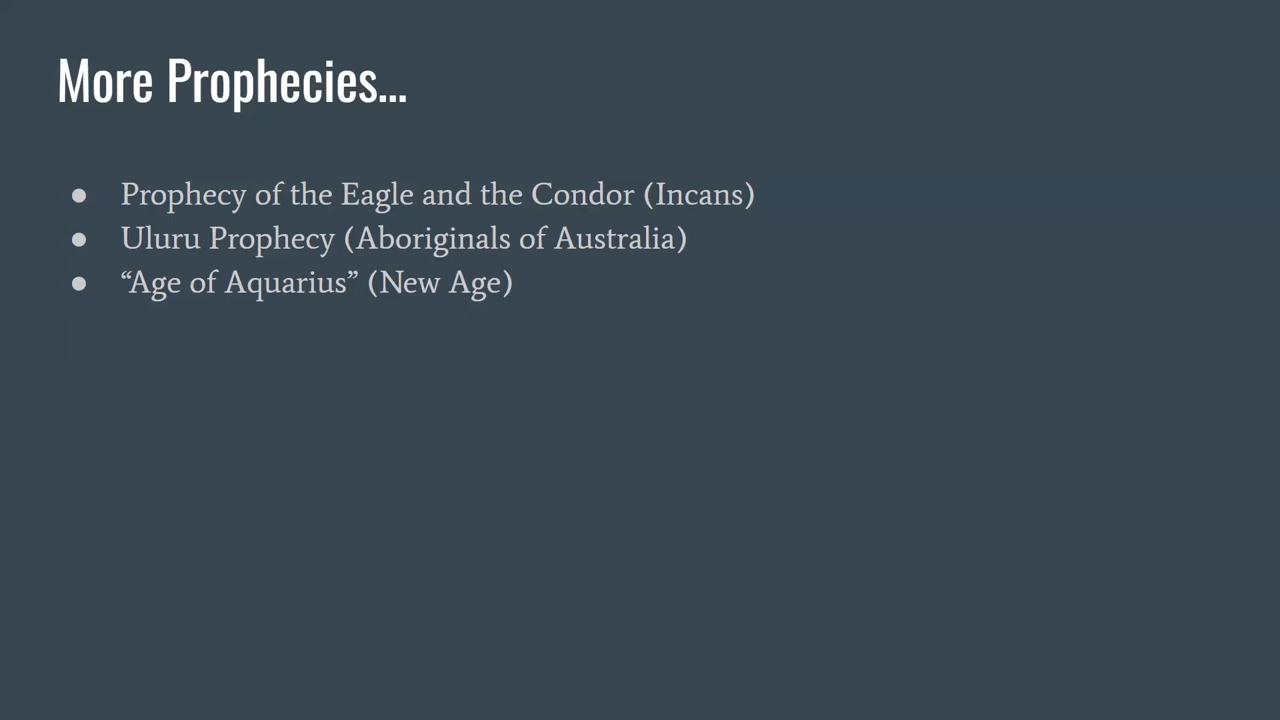 More Prophecies...
● Prophecy of the Eagle and the Condor (Incans)
● Uluru Prophecy (Aboriginals of Australia)
● “Age of Aquarius” (New Age)